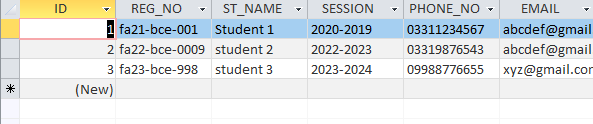 ID REG_NO ST_NAME SESSION PHONE_NO EMAIL
1 fa21-bce-001 Student 1 2020-2019 03311234567 abcdef@gmail
2 fa22-bce-0009 student 2 2022-2023 03319876543 abcdef@gmail
3 fa23-bce-998 student 3 2023-2024 09988776655 xyz@gmail.com
* (New)